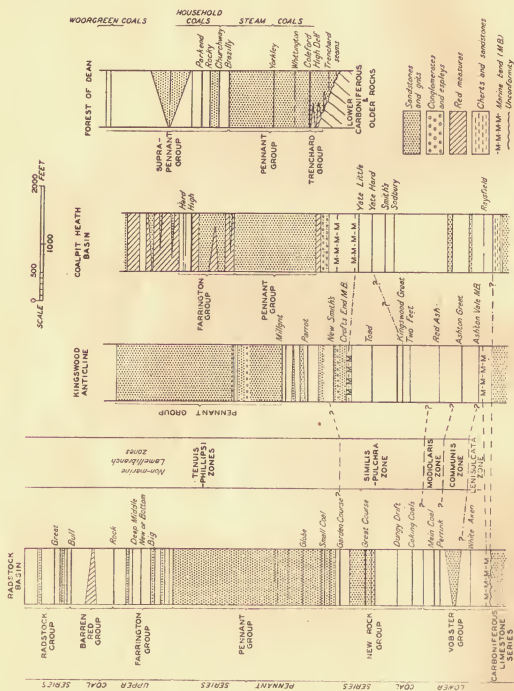 WOORGREEN COALS
HOUSEHOLD
COALS
STEAM COALS
FOREST OF DEAN
Parkend
Rocky
Churchway
Brazilly
Yorkley
Whittington
Coleford
High Delf
Trenchard
seams
SUPRA-
PENNANT
GROUP
PENNANT
GROUP
TRENCHARD
GROUP
LOWER
CARBONIFEROUS
&
OLDER ROCKS
Sandstones
and grits
Conglomerates
and espleys
Red measures
Cherts and sandstones
-M-M-M- Marine band (M.B.)
Unconformity
SCALE
0
500
1000
2000
FEET
COALPIT HEATH
BASIN
Hard
High
FARRINGTON
GROUP
PENNANT
GROUP
M-M-M
M-M-M
Yate Little
Yate Hard
Smith's
Sodbury
Raysfield
M-M-M
KINGSWOOD
ANTICLINE
PENNANT GROUP
Millgrit
Parrot
New Smith's
Crofts End M.B.
M-M-M
Toad
Kingswood Great
Two Feet
Red Ash
Ashton Great
Ashton Vale M.B.
M-M-M
Non-marine
Lamellibranch
zones
TENUIS
-PHILLIPSI
ZONES
SIMILIS
-PULCHRA
ZONE
MODIOLARIS
ZONE
COMMUNIS
ZONE
LENISULCATA
ZONE
RADSTOCK
BASIN
Great
Bull
Rock
Deep Middle
New or Bottom
Big
Globe
Small Coal
Garden Course
Great Course
Dungy Drift
Coking Coals
Main Coal
Perrink
White Axen
M-M-M
RADSTOCK
GROUP
BARREN
RED
GROUP
FARRINGTON
GROUP
PENNANT
GROUP
NEW ROCK
GROUP
VOBSTER
GROUP
CARBONIFEROUS
LIMESTONE
SERIES
UPPER COAL SERIES
PENNANT SERIES
LOWER COAL SERIES